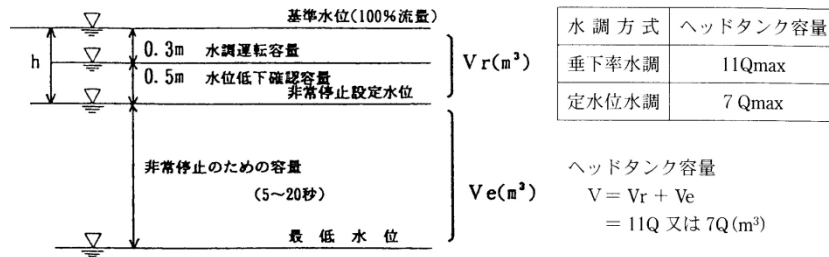 基準水位(100%流量)
0.3m 水調運転容量
h
0.5m 水位低下確認容量
非常停止設定水位
Vr(m³)
非常停止のための容量
(5~20秒)
Ve(m³)
最低水位
水調方式 ヘッドタンク容量
垂下率水調 11Qmax
定水位水調 7Qmax
ヘッドタンク容量
V = Vr + Ve
= 11Q 又は 7Q(m³)